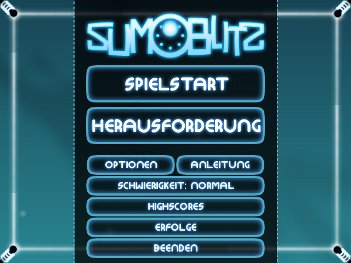 SUMOBLITZ
SPIELSTART
HERAUSFORDERUNG
OPTIONEN ANLEITUNG
SCHWIERIGKEIT: NORMAL
HIGHSCORES
ERFOLGE
BEENDEN